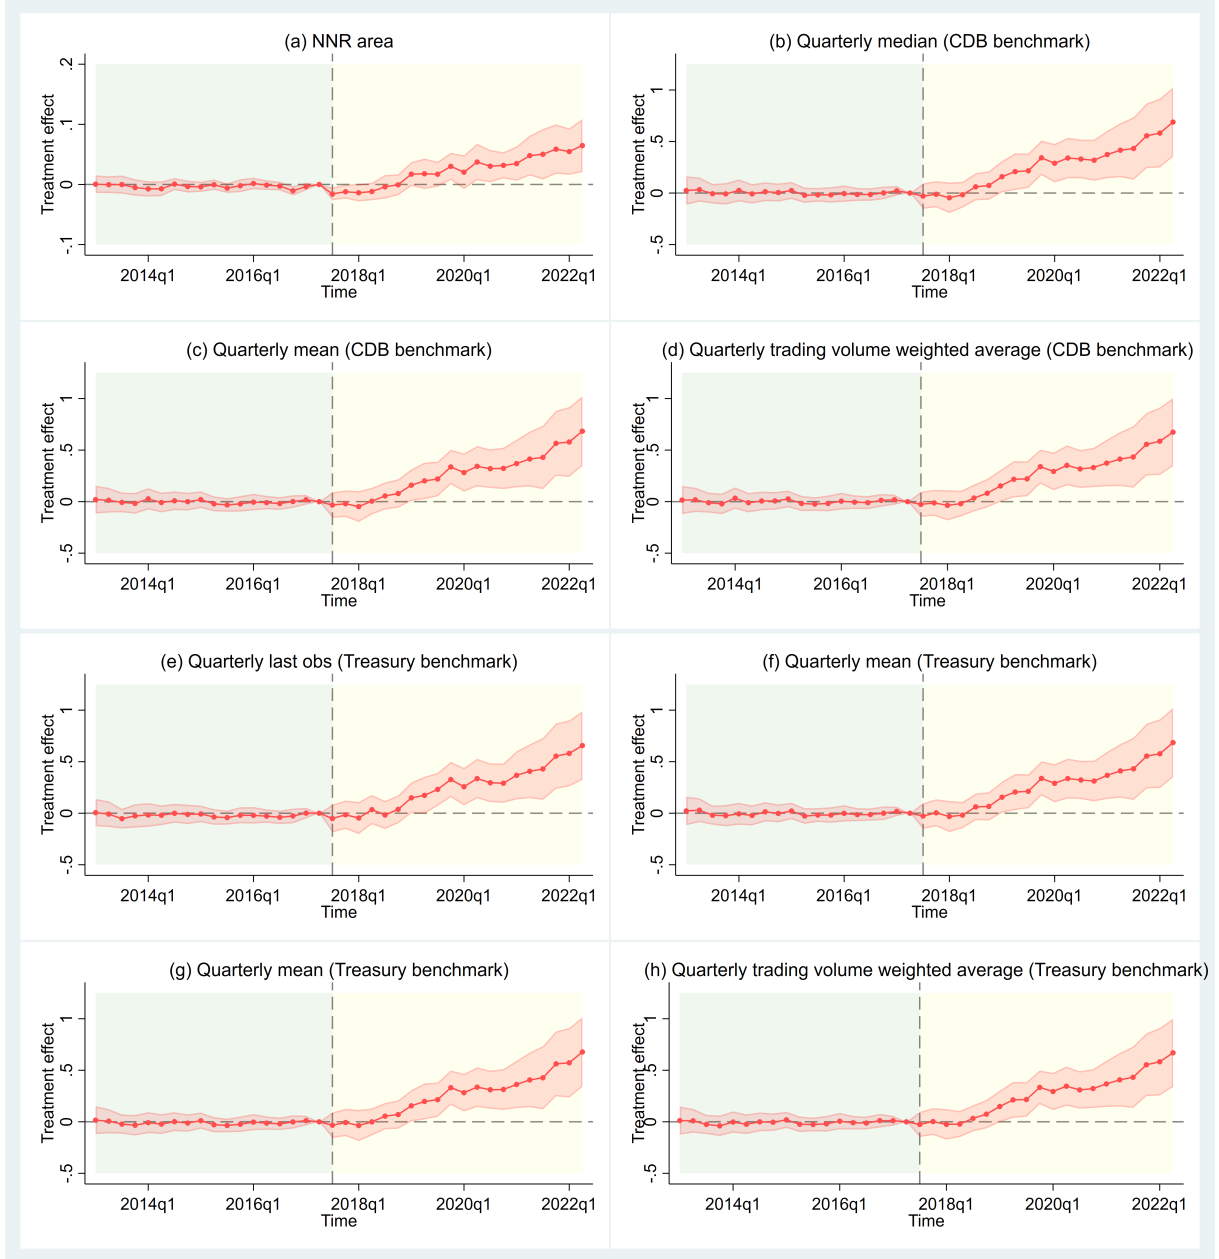 (a) NNR area
Treatment effect
.2
.1
0
-.1
2014q1 2016q1 2018q1 2020q1 2022q1
Time
(b) Quarterly median (CDB benchmark)
Treatment effect
1
.5
0
-.5
2014q1 2016q1 2018q1 2020q1 2022q1
Time
(c) Quarterly mean (CDB benchmark)
Treatment effect
1
.5
0
-.5
2014q1 2016q1 2018q1 2020q1 2022q1
Time
(d) Quarterly trading volume weighted average (CDB benchmark)
Treatment effect
1
.5
0
-.5
2014q1 2016q1 2018q1 2020q1 2022q1
Time
(e) Quarterly last obs (Treasury benchmark)
Treatment effect
1
.5
0
-.5
2014q1 2016q1 2018q1 2020q1 2022q1
Time
(f) Quarterly mean (Treasury benchmark)
Treatment effect
1
.5
0
-.5
2014q1 2016q1 2018q1 2020q1 2022q1
Time
(g) Quarterly mean (Treasury benchmark)
Treatment effect
1
.5
0
-.5
2014q1 2016q1 2018q1 2020q1 2022q1
Time
(h) Quarterly trading volume weighted average (Treasury benchmark)
Treatment effect
1
.5
0
-.5
2014q1 2016q1 2018q1 2020q1 2022q1
Time